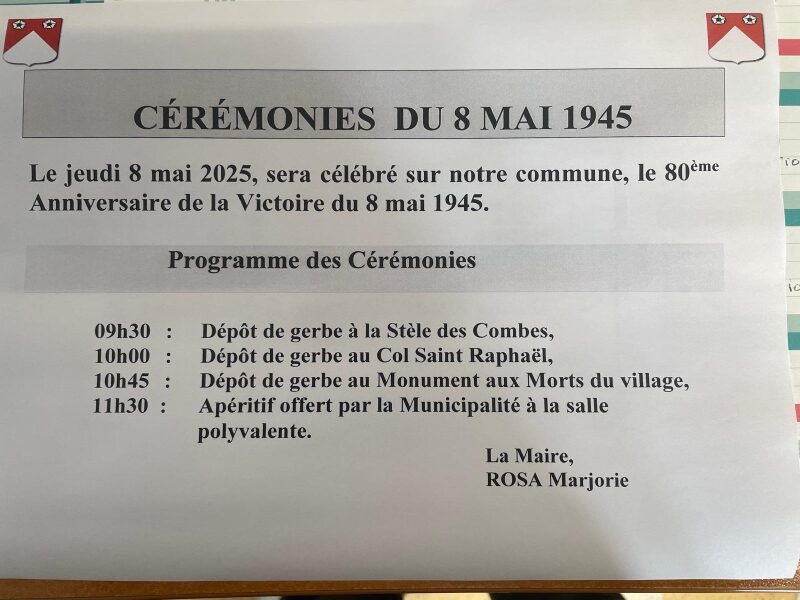 CÉRÉMONIES DU 8 MAI 1945
Le jeudi 8 mai 2025, sera célébré sur notre commune, le 80ème
Anniversaire de la Victoire du 8 mai 1945.
Programme des Cérémonies
09h30 : Dépôt de gerbe à la Stèle des Combes,
10h00 : Dépôt de gerbe au Col Saint Raphaël,
10h45 : Dépôt de gerbe au Monument aux Morts du village,
11h30 : Apéritif offert par la Municipalité à la salle
polyvalente.
La Maire,
ROSA Marjorie